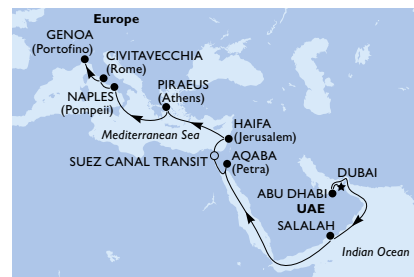 Europe
GENOA
(Portofino)
CIVITAVECCHIA
(Rome)
NAPLES
(Pompeii)
PIRAEUS
(Athens)
Mediterranean Sea
HAIFA
(Jerusalem)
SUEZ CANAL TRANSIT
AQABA
(Petra)
DUBAI
ABU DHABI
UAE
SALALAH
Indian Ocean